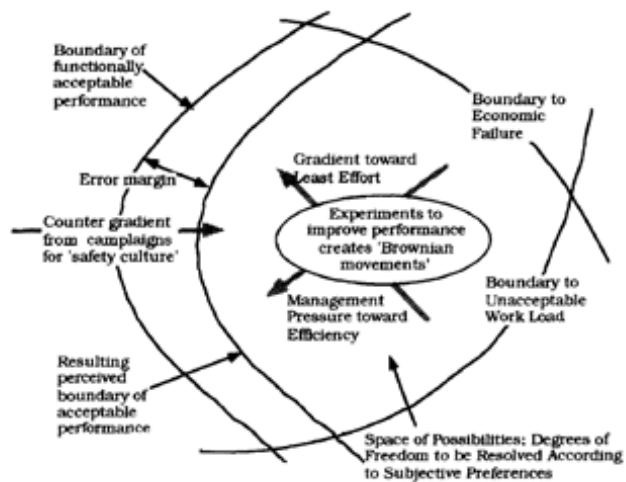 Boundary of
functionally
acceptable
performance
Boundary to
Economic
Failure
Error margin
Gradient toward
Least Effort
Counter gradient
from campaigns
for 'safety culture'
Experiments to
improve performance
creates 'Brownian
movements'
Management
Pressure toward
Efficiency
Boundary to
Unacceptable
Work Load
Resulting
perceived
boundary of
acceptable
performance
Space of Possibilities; Degrees of
Freedom to be Resolved According
to Subjective Preferences